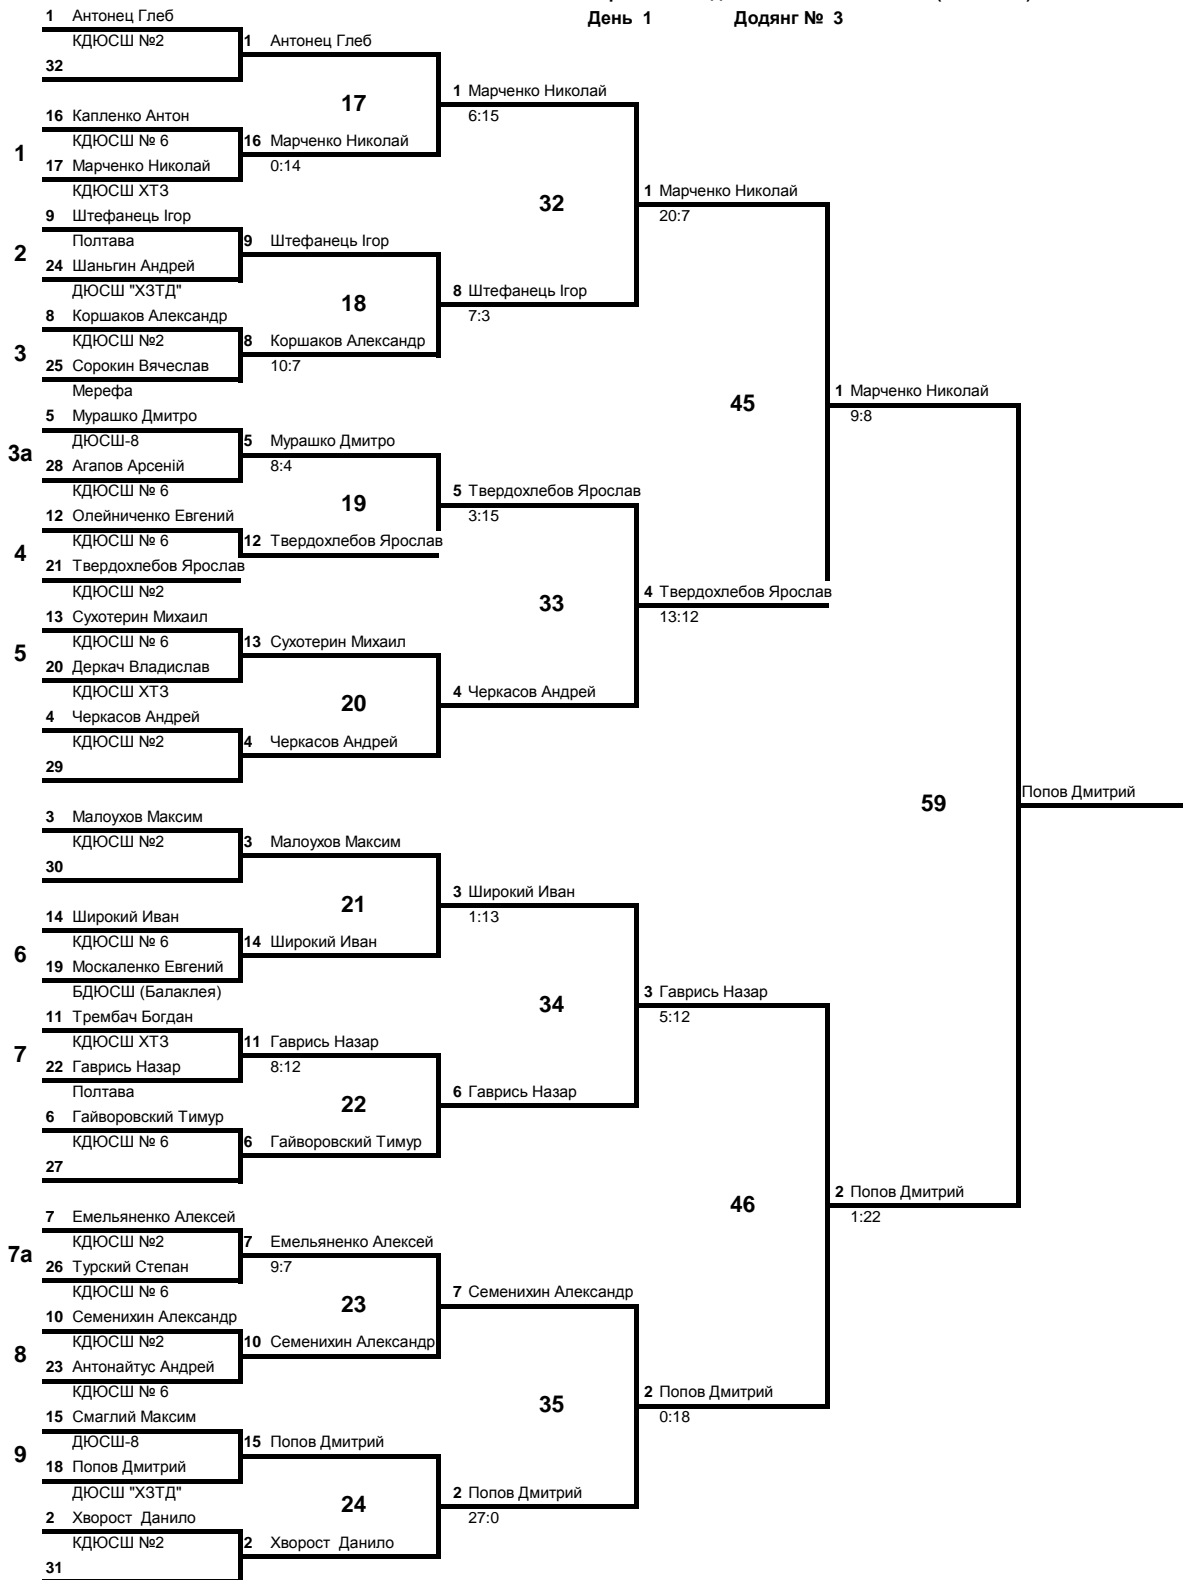 День 1 Додянг № 3
1 Антонец Глеб
КДЮСШ №2
1 Антонец Глеб
32
17
1 Марченко Николай
6:15
16 Капленко Антон
КДЮСШ № 6
16 Марченко Николай
1
17 Марченко Николай
0:14
КДЮСШ ХТЗ
32
1 Марченко Николай
20:7
9 Штефанець Ігор
Полтава
9 Штефанець Ігор
2
24 Шаньгин Андрей
ДЮСШ "ХЗТД"
18
8 Штефанець Ігор
7:3
8 Коршаков Александр
КДЮСШ №2
8 Коршаков Александр
3
25 Сорокин Вячеслав
10:7
Мерефа
45
1 Марченко Николай
9:8
5 Мурашко Дмитро
ДЮСШ-8
5 Мурашко Дмитро
3а
28 Агапов Арсеній
8:4
КДЮСШ № 6
19
5 Твердохлебов Ярослав
3:15
12 Олейниченко Евгений
КДЮСШ № 6
12 Твердохлебов Ярослав
4
21 Твердохлебов Ярослав
КДЮСШ №2
33
4 Твердохлебов Ярослав
13:12
13 Сухотерин Михаил
КДЮСШ № 6
13 Сухотерин Михаил
5
20 Деркач Владислав
КДЮСШ ХТЗ
20
4 Черкасов Андрей
4 Черкасов Андрей
КДЮСШ №2
4 Черкасов Андрей
29
59
Попов Дмитрий
3 Малоухов Максим
КДЮСШ №2
3 Малоухов Максим
30
21
3 Широкий Иван
1:13
14 Широкий Иван
КДЮСШ № 6
14 Широкий Иван
6
19 Москаленко Евгений
БДЮСШ (Балаклея)
34
3 Гаврись Назар
5:12
11 Трембач Богдан
КДЮСШ ХТЗ
11 Гаврись Назар
7
22 Гаврись Назар
8:12
Полтава
22
6 Гаврись Назар
6 Гайворовский Тимур
КДЮСШ № 6
6 Гайворовский Тимур
27
46
2 Попов Дмитрий
1:22
7 Емельяненко Алексей
КДЮСШ №2
7 Емельяненко Алексей
7а
26 Турский Степан
9:7
КДЮСШ № 6
23
7 Семенихин Александр
10 Семенихин Александр
КДЮСШ №2
10 Семенихин Александр
8
23 Антонайтус Андрей
КДЮСШ № 6
35
2 Попов Дмитрий
0:18
15 Смаглий Максим
ДЮСШ-8
15 Попов Дмитрий
9
18 Попов Дмитрий
ДЮСШ "ХЗТД"
24
2 Попов Дмитрий
27:0
2 Хворост Данило
КДЮСШ №2
2 Хворост Данило
31